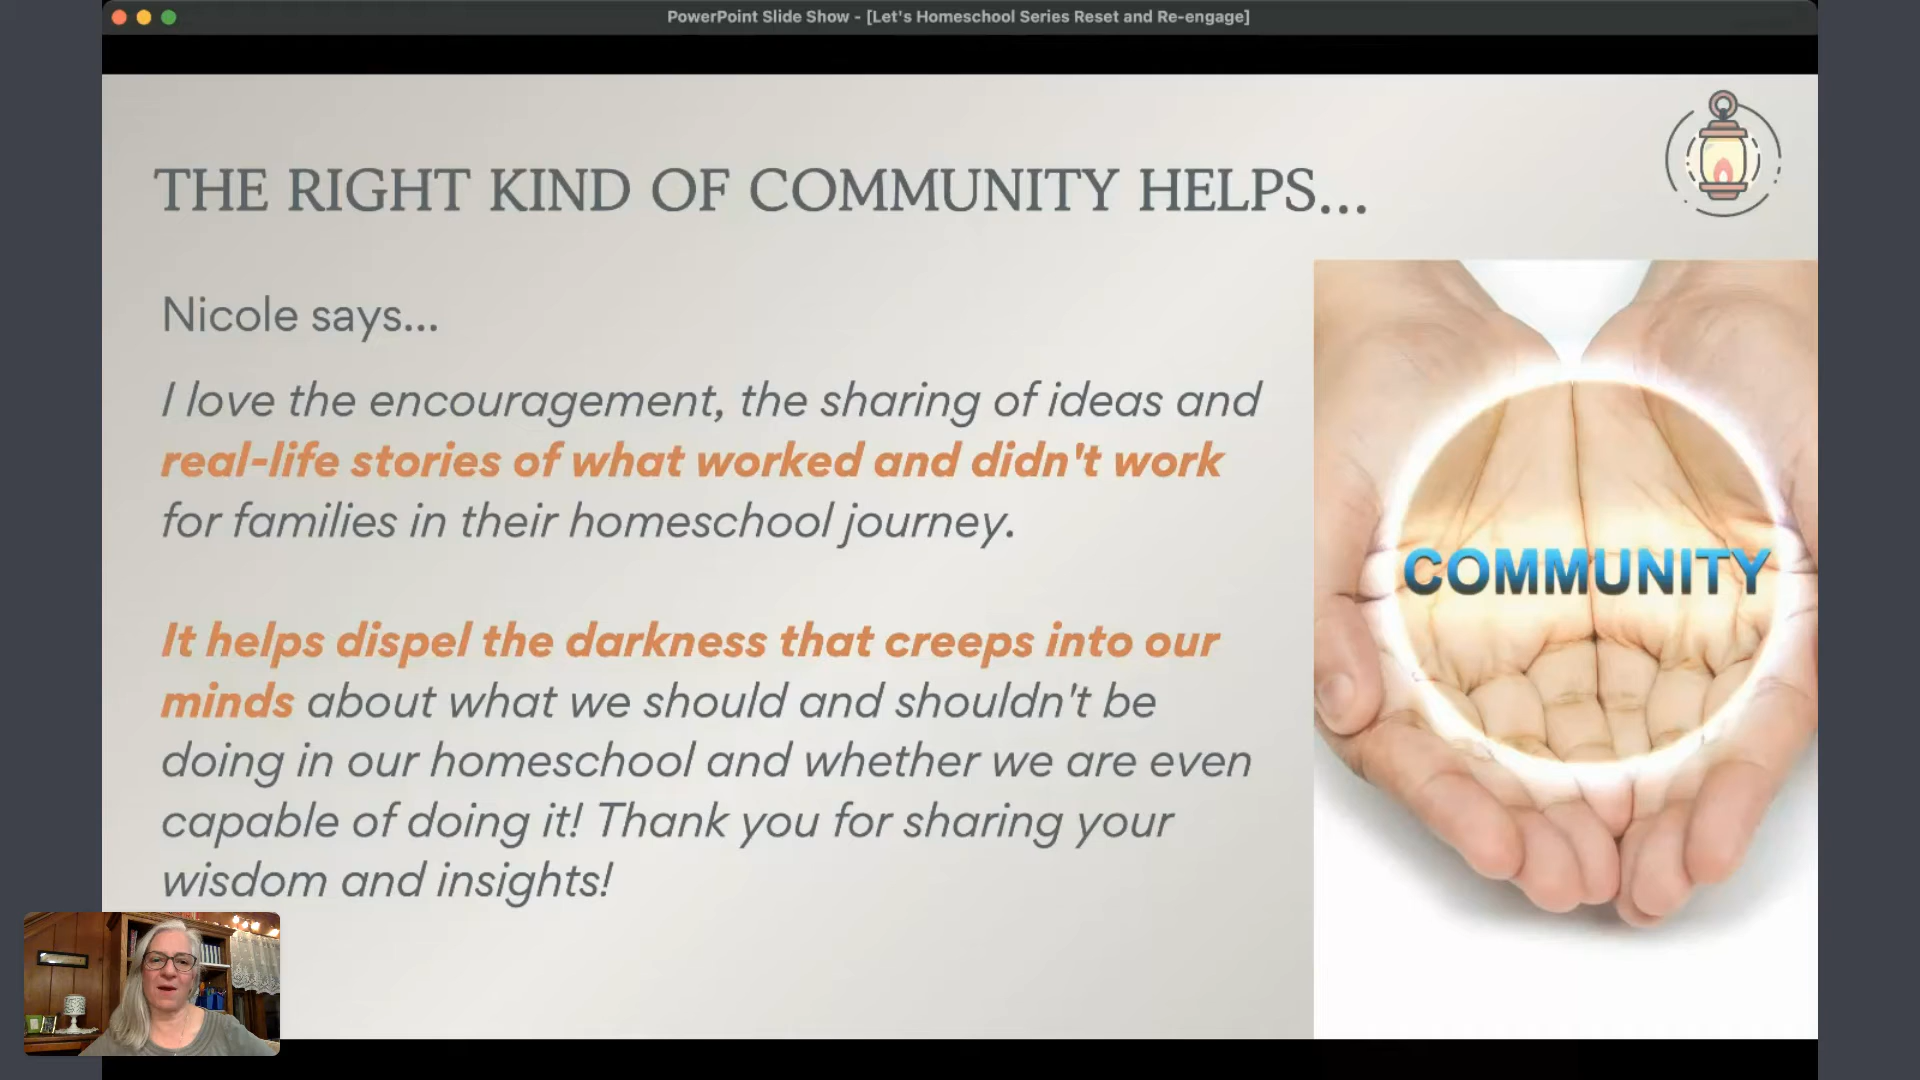 PowerPoint Slide Show - [Let's Homeschool Series Reset and Re-engage]
THE RIGHT KIND OF COMMUNITY HELPS...
Nicole says...
I love the encouragement, the sharing of ideas and
real-life stories of what worked and didn't work
for families in their homeschool journey.
It helps dispel the darkness that creeps into our
minds about what we should and shouldn't be
doing in our homeschool and whether we are even
capable of doing it! Thank you for sharing your
wisdom and insights!
COMMUNITY